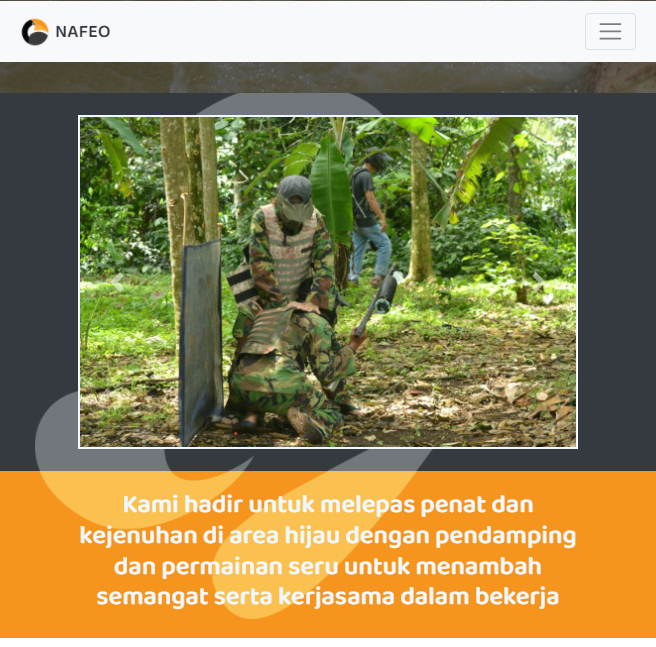 NAFEO
Kami hadir untuk melepas penat dan
kejenuhan di area hijau dengan pendamping
dan permainan seru untuk menambah
semangat serta kerjasama dalam bekerja